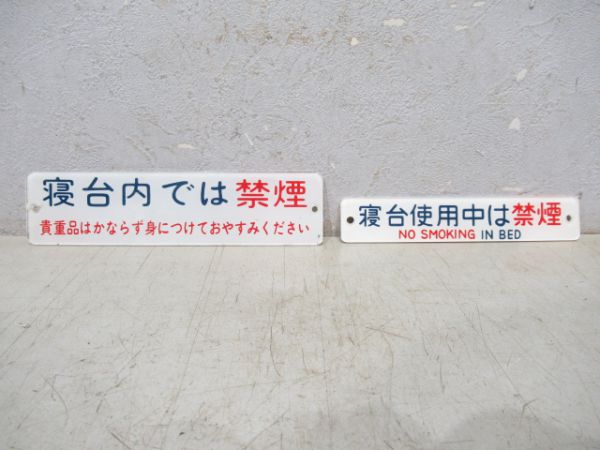 寝台内では禁煙
貴重品はかならず身につけておやすみください
寝台使用中は禁煙
NO SMOKING IN BED